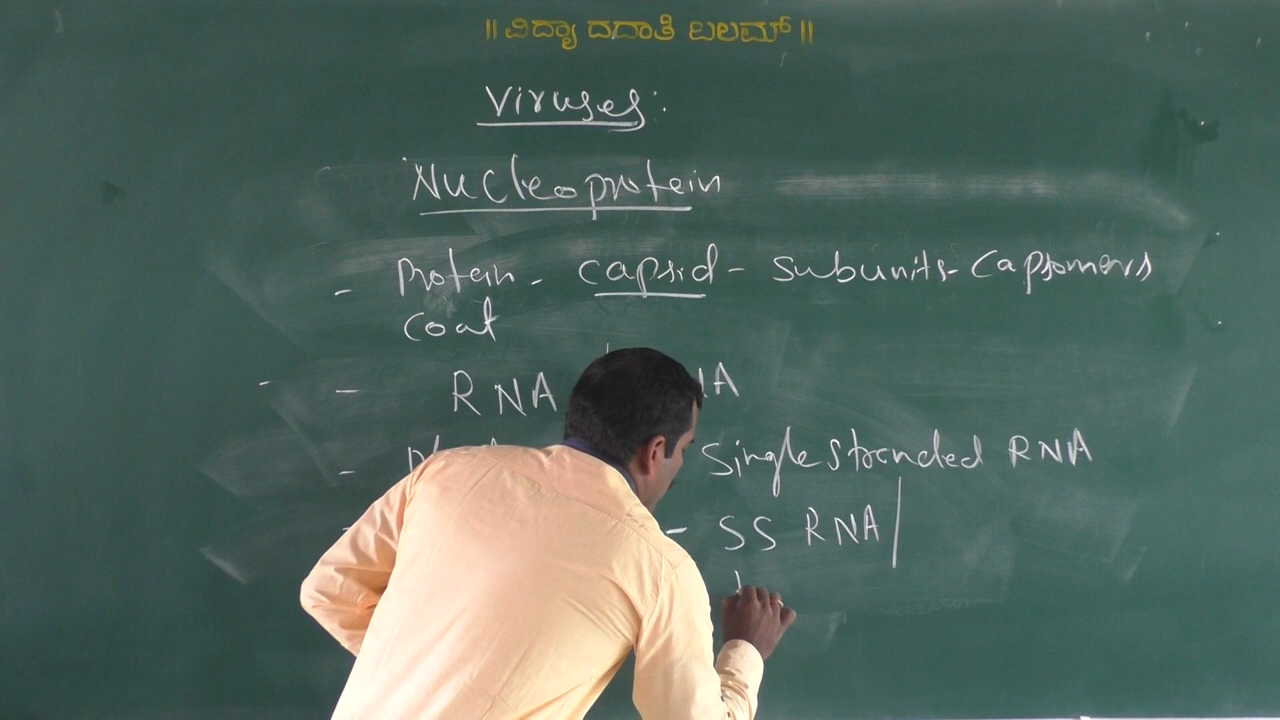 ॥ ವಿದ್ಯಾ ದದಾತಿ ಬಲಮ್ ॥
Viruses:
Nucleoprotein
- Protein - capsid - subunits - Capsomers
coat
- - RNA
- Single stranded RNA
- SS RNA/